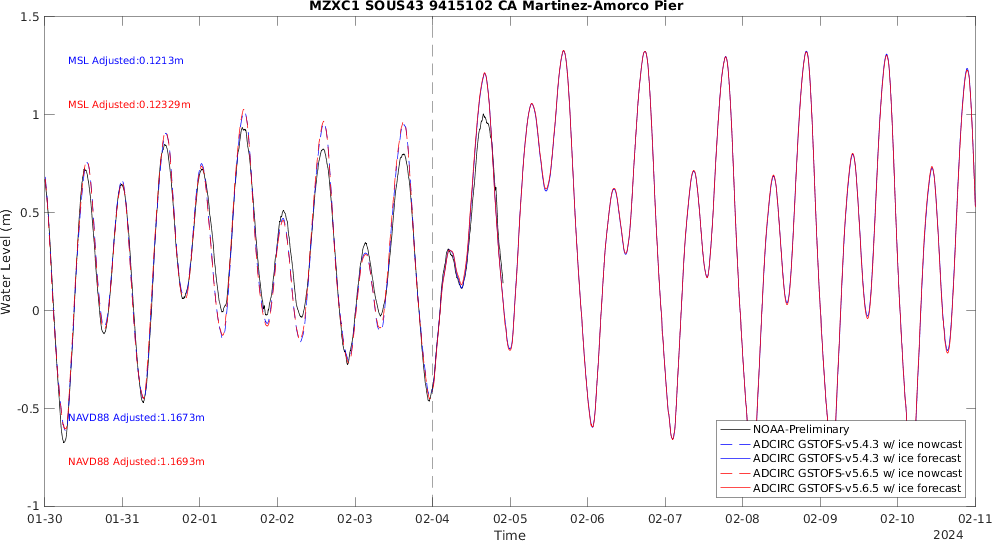 MZXC1 SOUS43 9415102 CA Martinez-Amorco Pier
1.5
1
0.5
0
-0.5
-1
Water Level (m)
MSL Adjusted:0.1213m
MSL Adjusted:0.12329m
NAVD88 Adjusted:1.1673m
NAVD88 Adjusted:1.1693m
NOAA-Preliminary
ADCIRC GSTOFS-v5.4.3 w/ ice nowcast
ADCIRC GSTOFS-v5.4.3 w/ ice forecast
ADCIRC GSTOFS-v5.6.5 w/ ice nowcast
ADCIRC GSTOFS-v5.6.5 w/ ice forecast
01-30 01-31 02-01 02-02 02-03 02-04 02-05 02-06 02-07 02-08 02-09 02-10 02-11
Time
2024